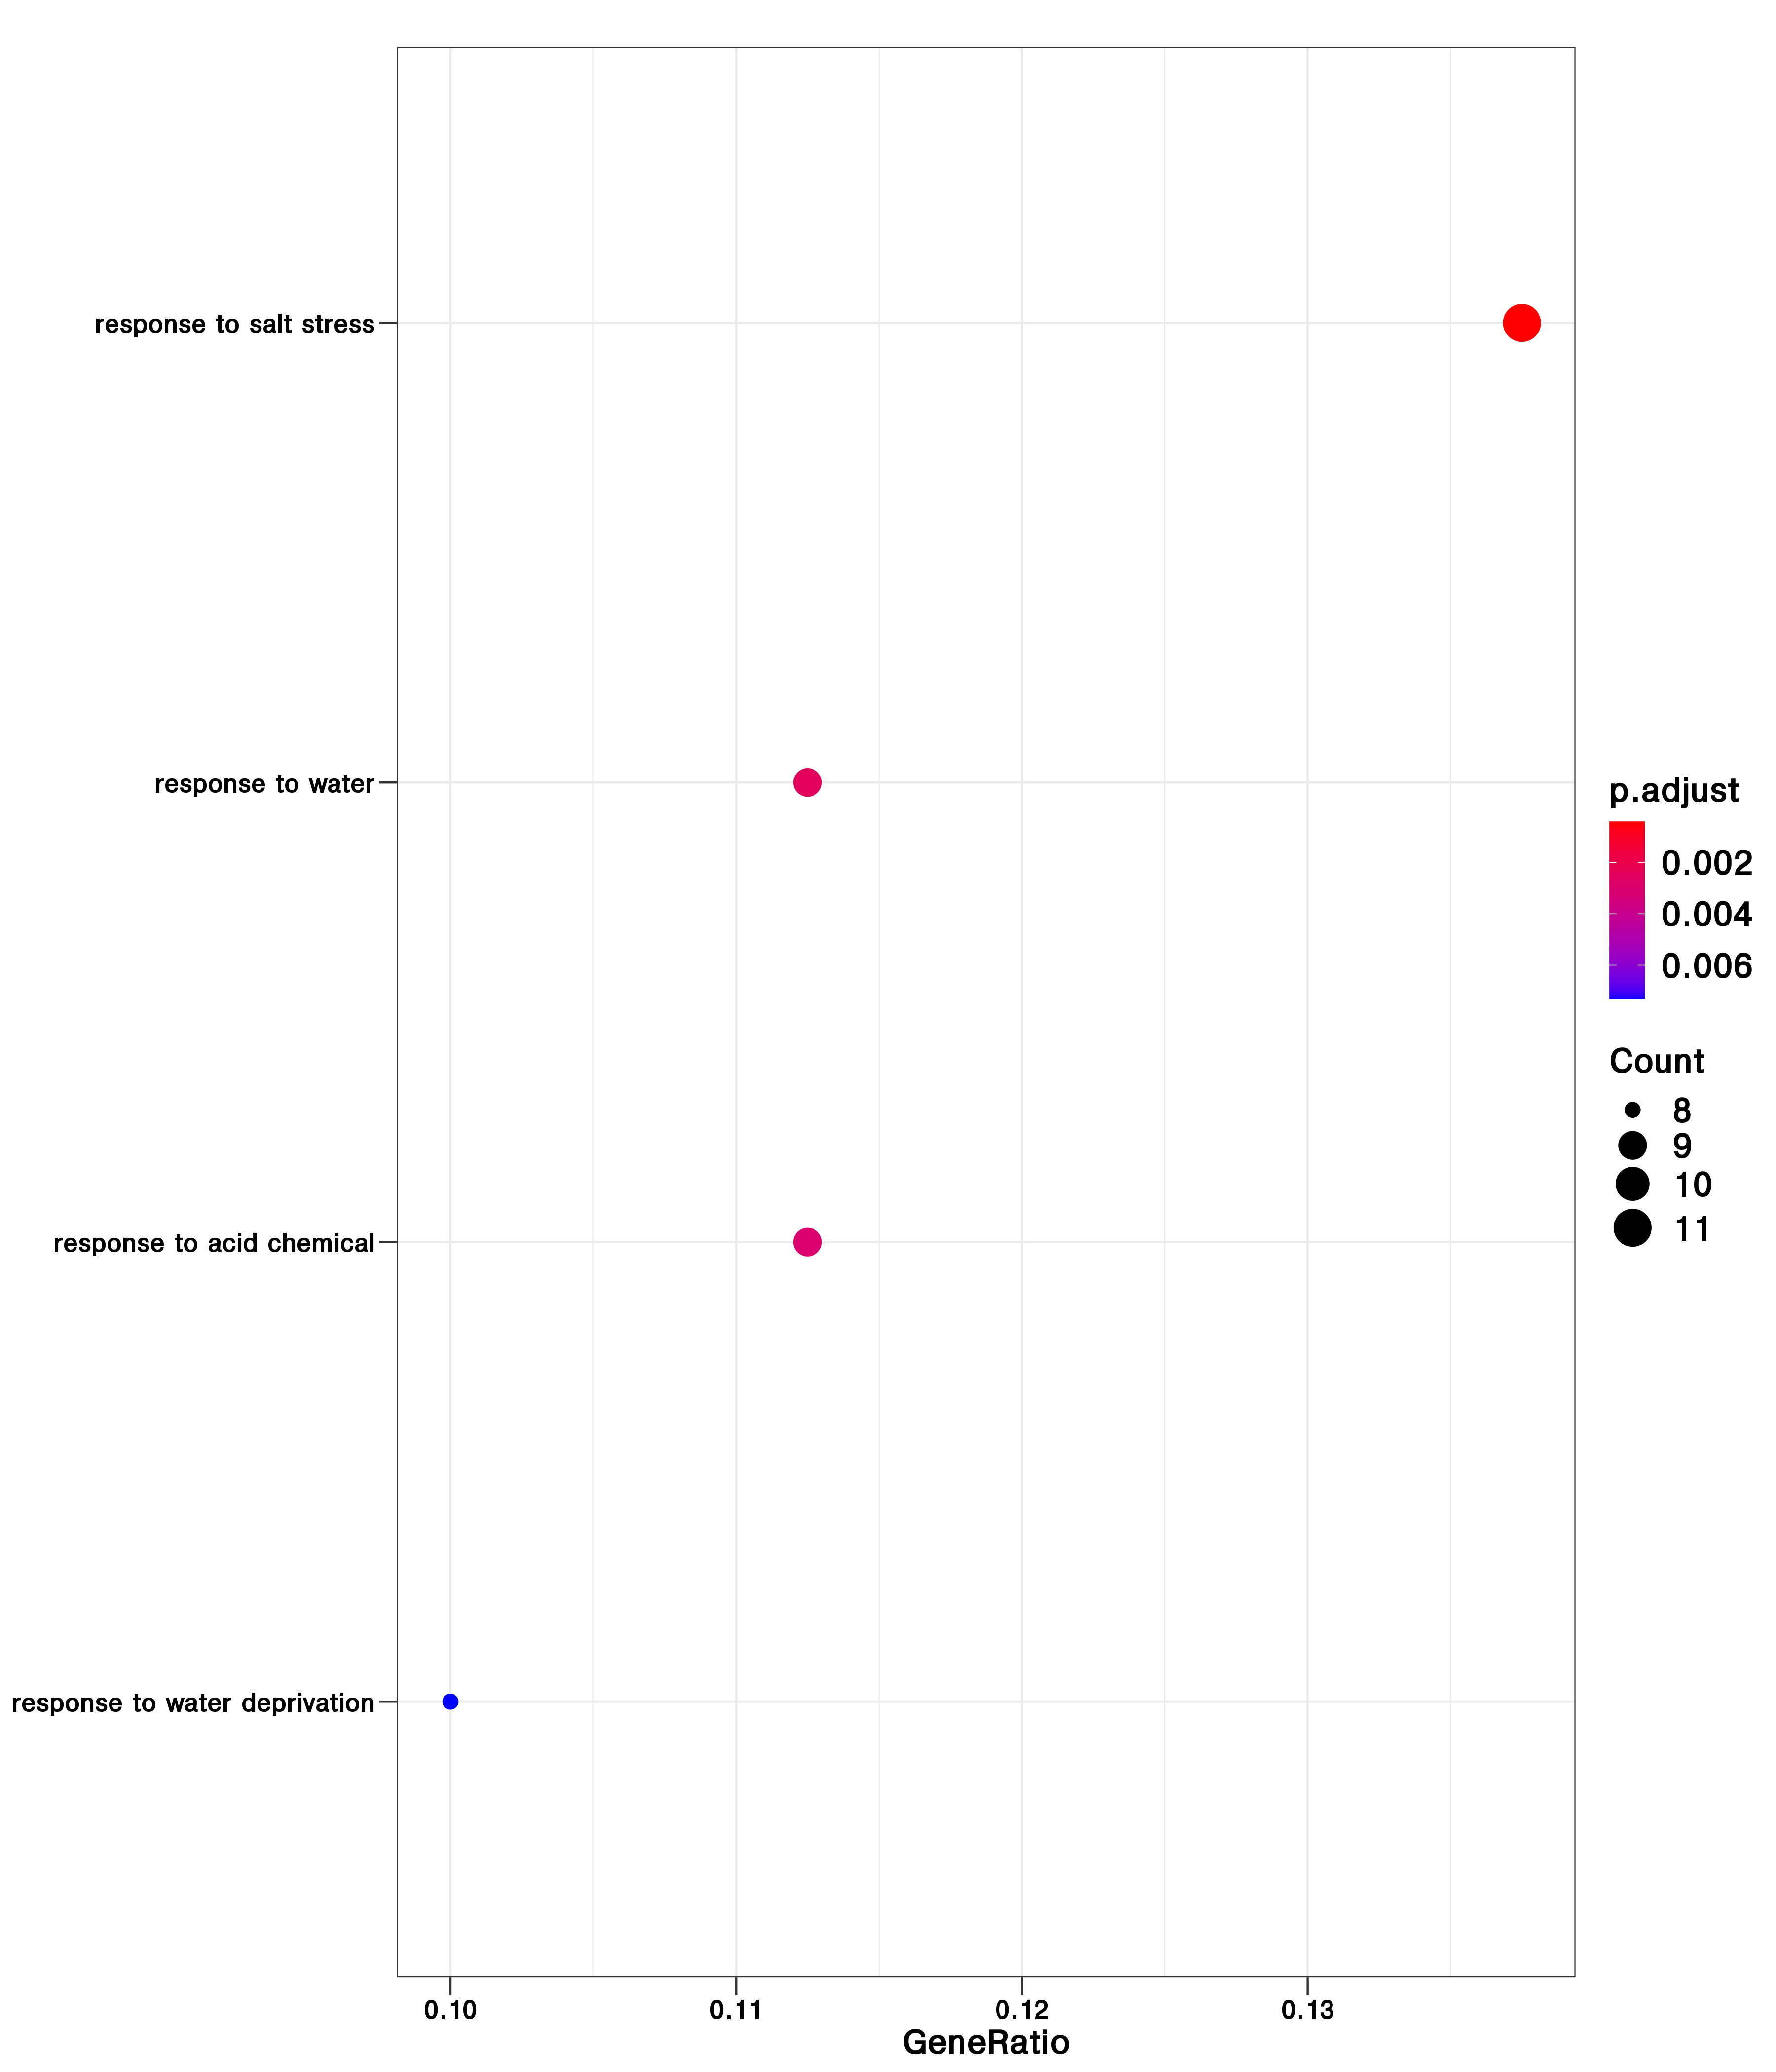 response to salt stress
response to water
response to acid chemical
response to water deprivation
0.10
0.11
0.12
0.13
GeneRatio
p.adjust
0.002
0.004
0.006
Count
8
9
10
11